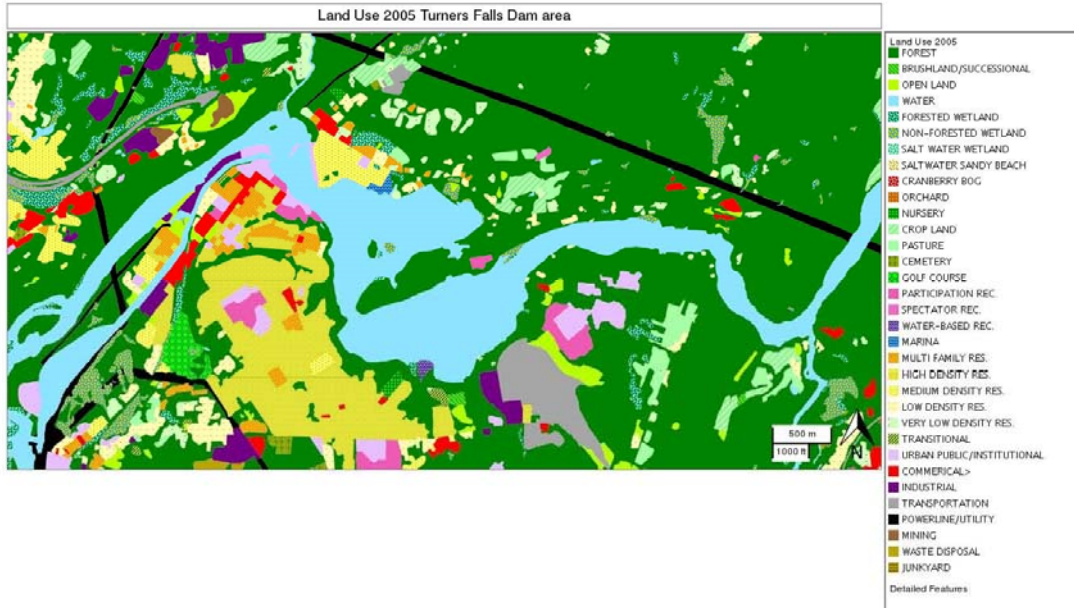 Land Use 2005 Turners Falls Dam area
Land Use 2005
FOREST
BRUSHLAND/SUCCESSIONAL
OPEN LAND
WATER
FORESTED WETLAND
NON-FORESTED WETLAND
SALT WATER WETLAND
SALTWATER SANDY BEACH
CRANBERRY BOG
ORCHARD
NURSERY
CROP LAND
PASTURE
CEMETERY
GOLF COURSE
PARTICIPATION REC.
SPECTATOR REC.
WATER-BASED REC.
MARINA
MULTI FAMILY RES.
HIGH DENSITY RES.
MEDIUM DENSITY RES.
LOW DENSITY RES.
VERY LOW DENSITY RES.
TRANSITIONAL
URBAN PUBLIC/INSTITUTIONAL
COMMERICAL>
INDUSTRIAL
TRANSPORTATION
POWERLINE/UTILITY
MINING
WASTE DISPOSAL
JUNKYARD
Detailed Features
500 m
1000 ft
N